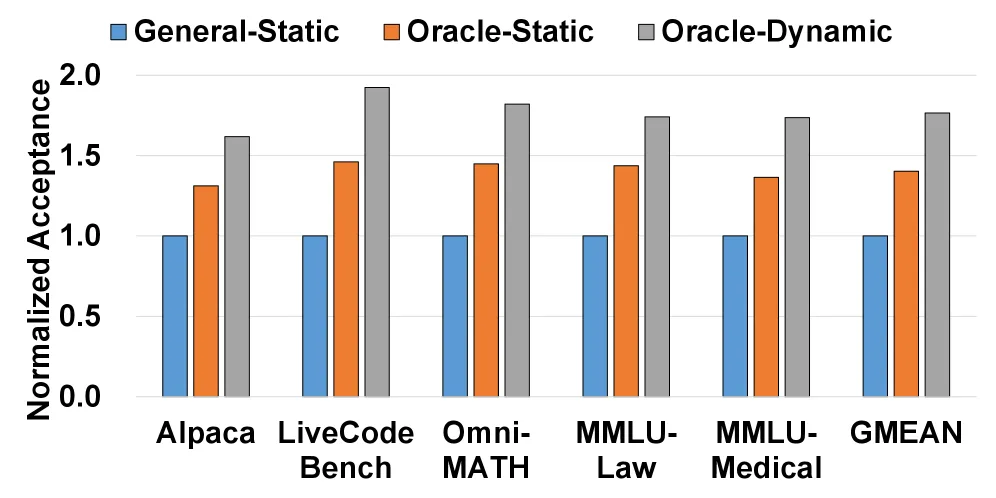 General-Static Oracle-Static Oracle-Dynamic
Normalized Acceptance
2.0
1.5
1.0
0.5
0.0
Alpaca LiveCode Omni- MMLU- MMLU- GMEAN
Bench MATH Law Medical